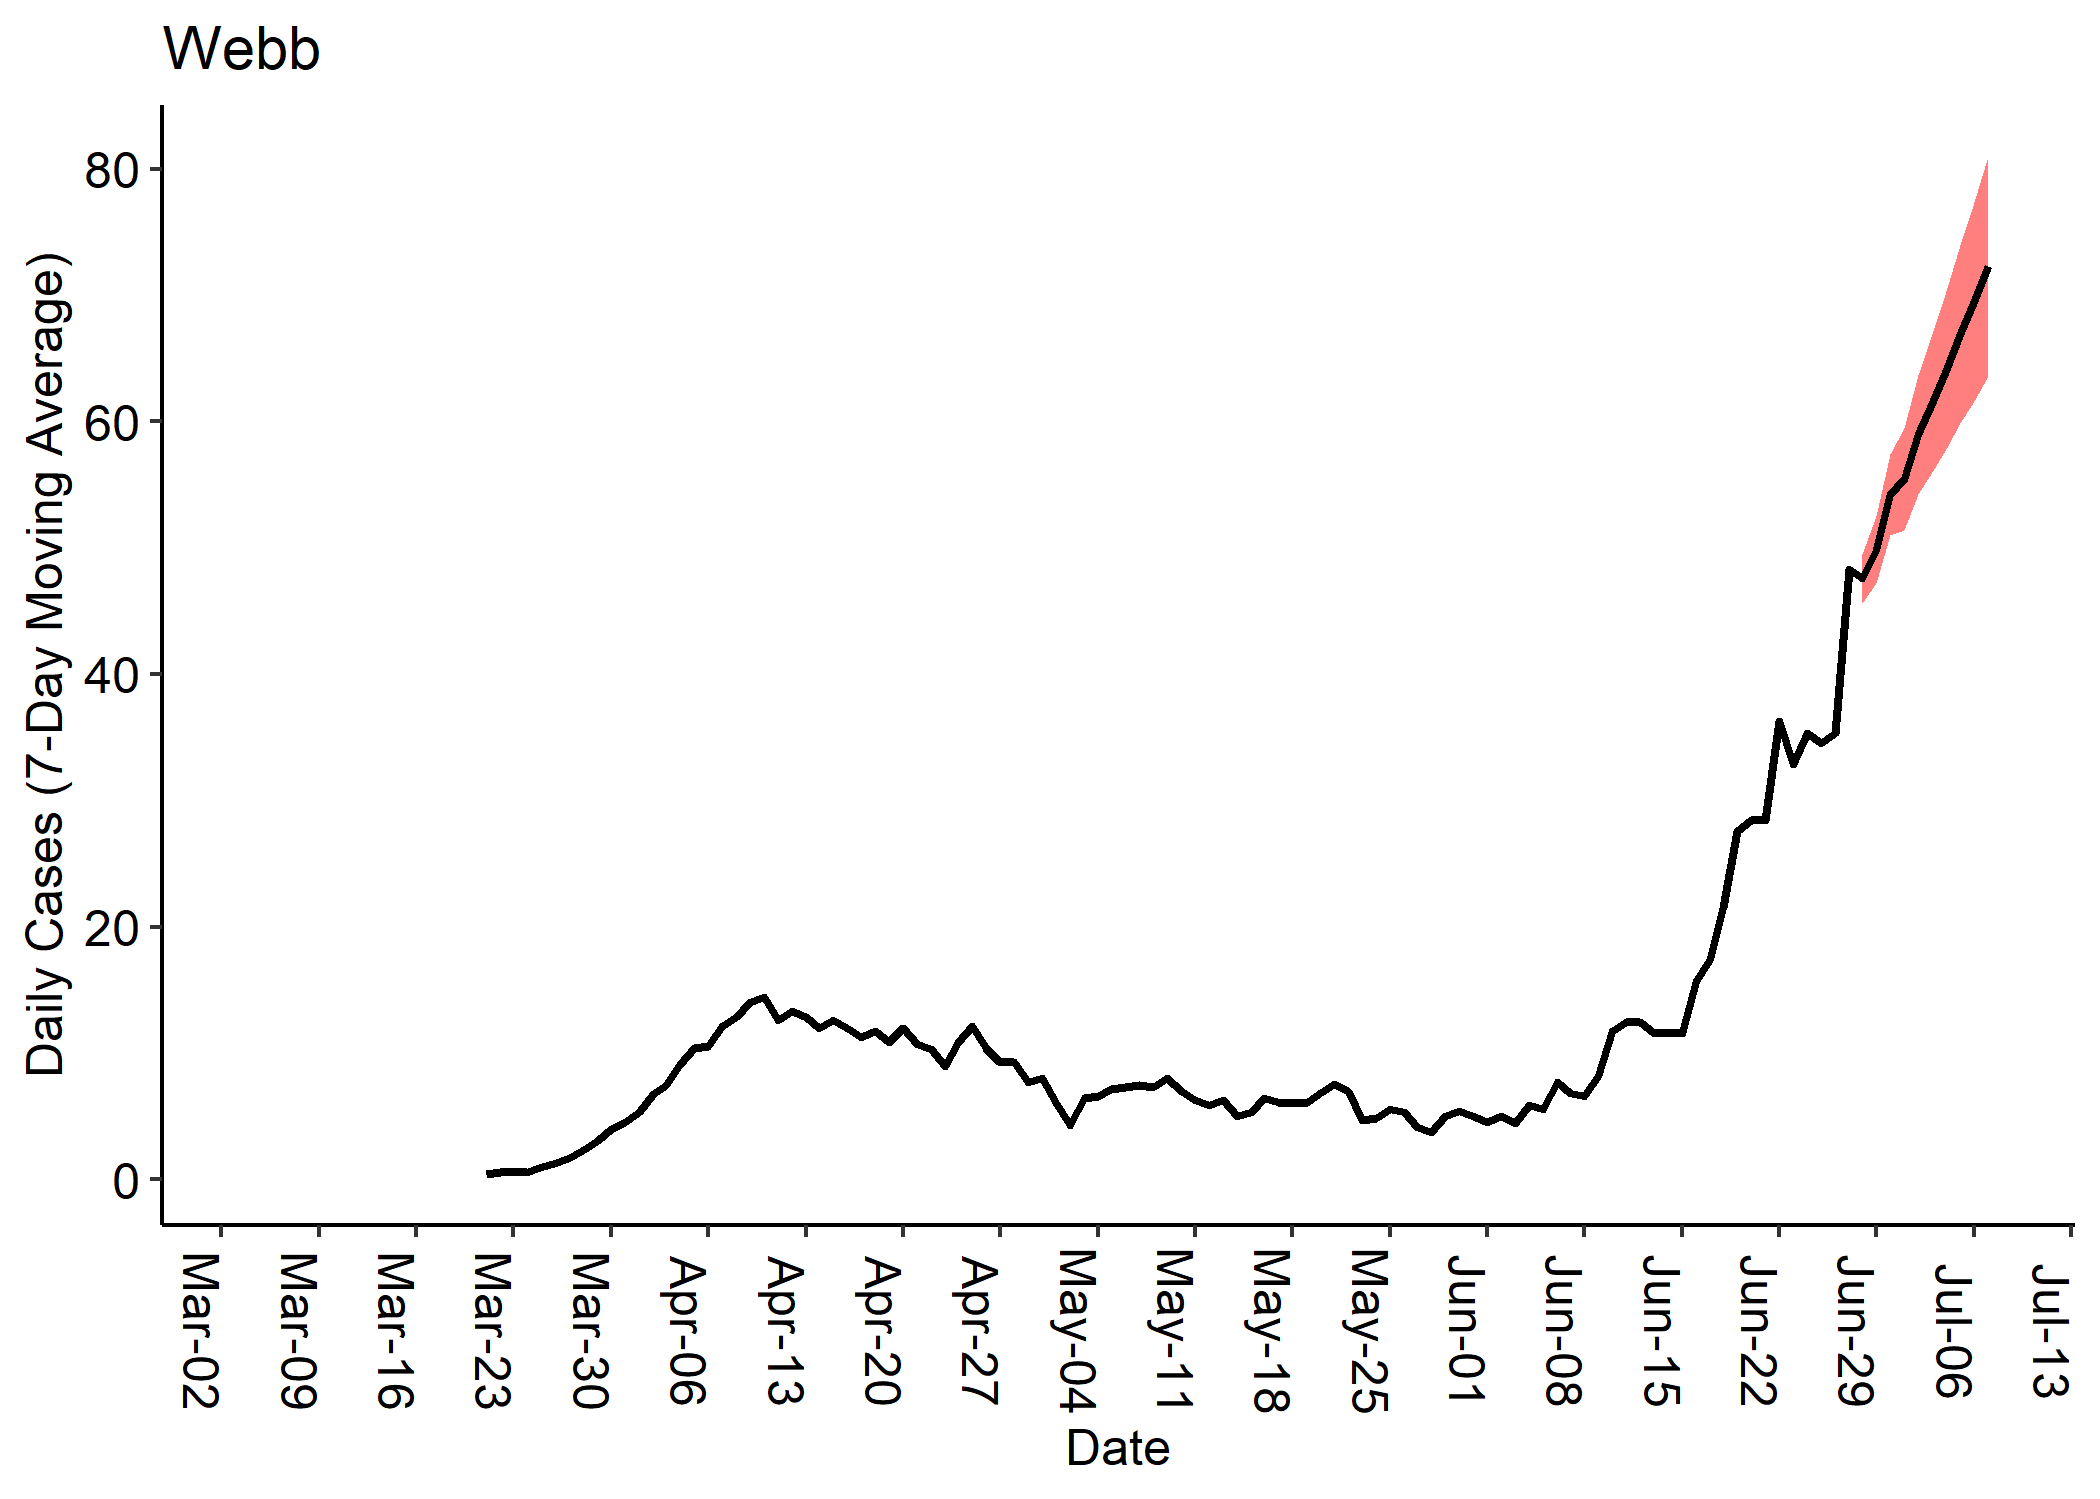 Webb
Daily Cases (7-Day Moving Average)
80
60
40
20
0
Mar-02
Mar-09
Mar-16
Mar-23
Mar-30
Apr-06
Apr-13
Apr-20
Apr-27
May-04
May-11
May-18
May-25
Jun-01
Jun-08
Jun-15
Jun-22
Jun-29
Jul-06
Jul-13
Date